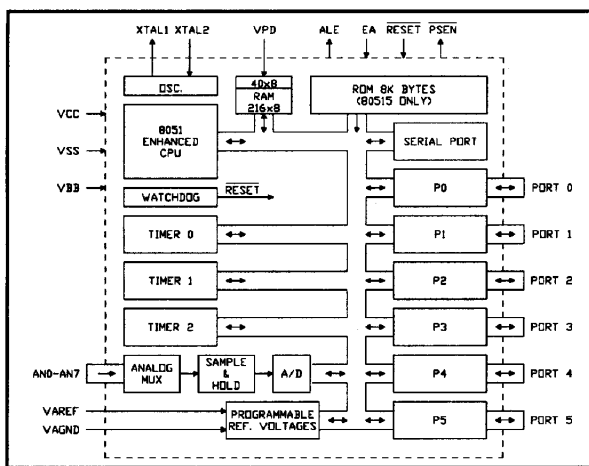 XTAL1 XTAL2 VPD ALE EA RESET PSEN
OSC.
40x8
RAM
216x8
ROM 8K BYTES
(80515 ONLY)
VCC
8051
ENHANCED
CPU
SERIAL PORT
VSS
VBB
WATCHDOG RESET
P0 PORT 0
TIMER 0
P1 PORT 1
TIMER 1
P2 PORT 2
TIMER 2
P3 PORT 3
AN0-AN7
ANALOG
MUX
SAMPLE
&
HOLD
A/D
P4 PORT 4
VAREF
VAGND
PROGRAMMABLE
REF. VOLTAGES
P5 PORT 5